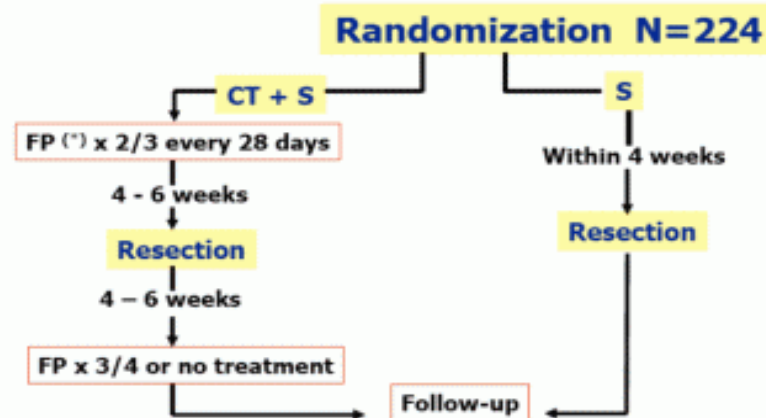 Randomization N=224
CT + S
S
FP (*) x 2/3 every 28 days
Within 4 weeks
4 - 6 weeks
Resection
Resection
4 – 6 weeks
FP x 3/4 or no treatment
Follow-up